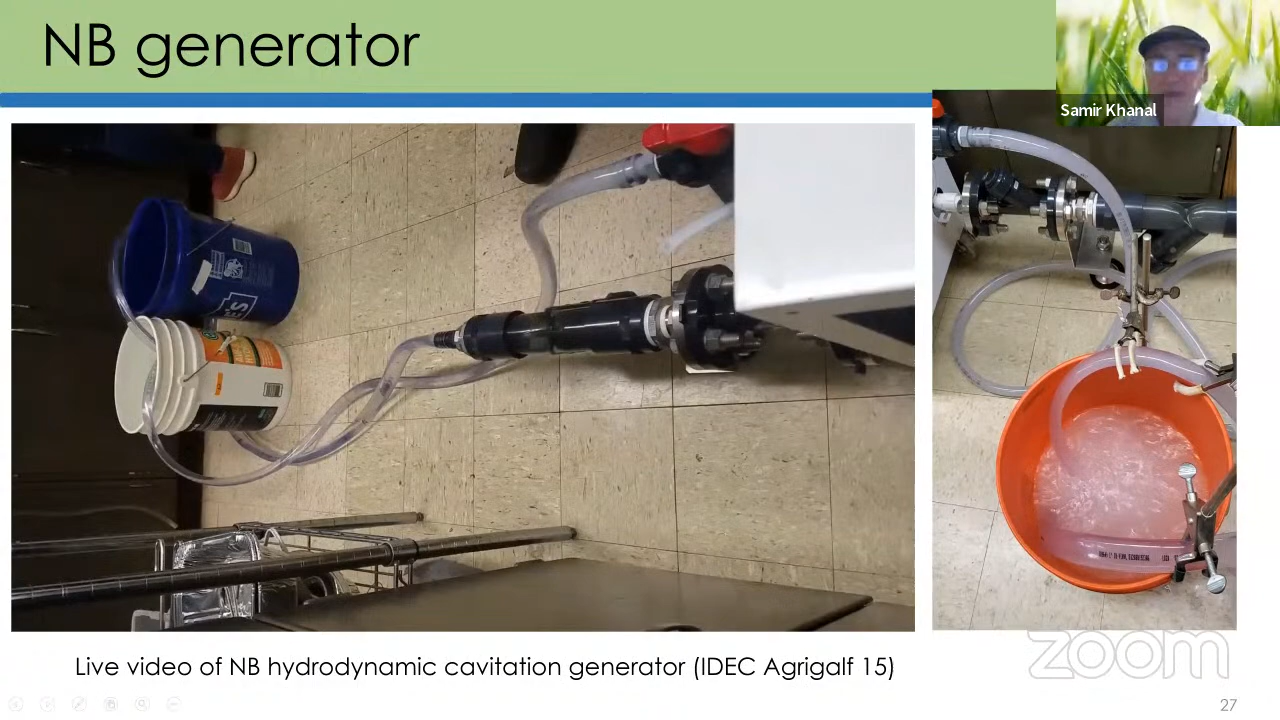 NB generator
Samir Khanal
Live video of NB hydrodynamic cavitation generator (IDEC Agrigalf 15)
zoom
27